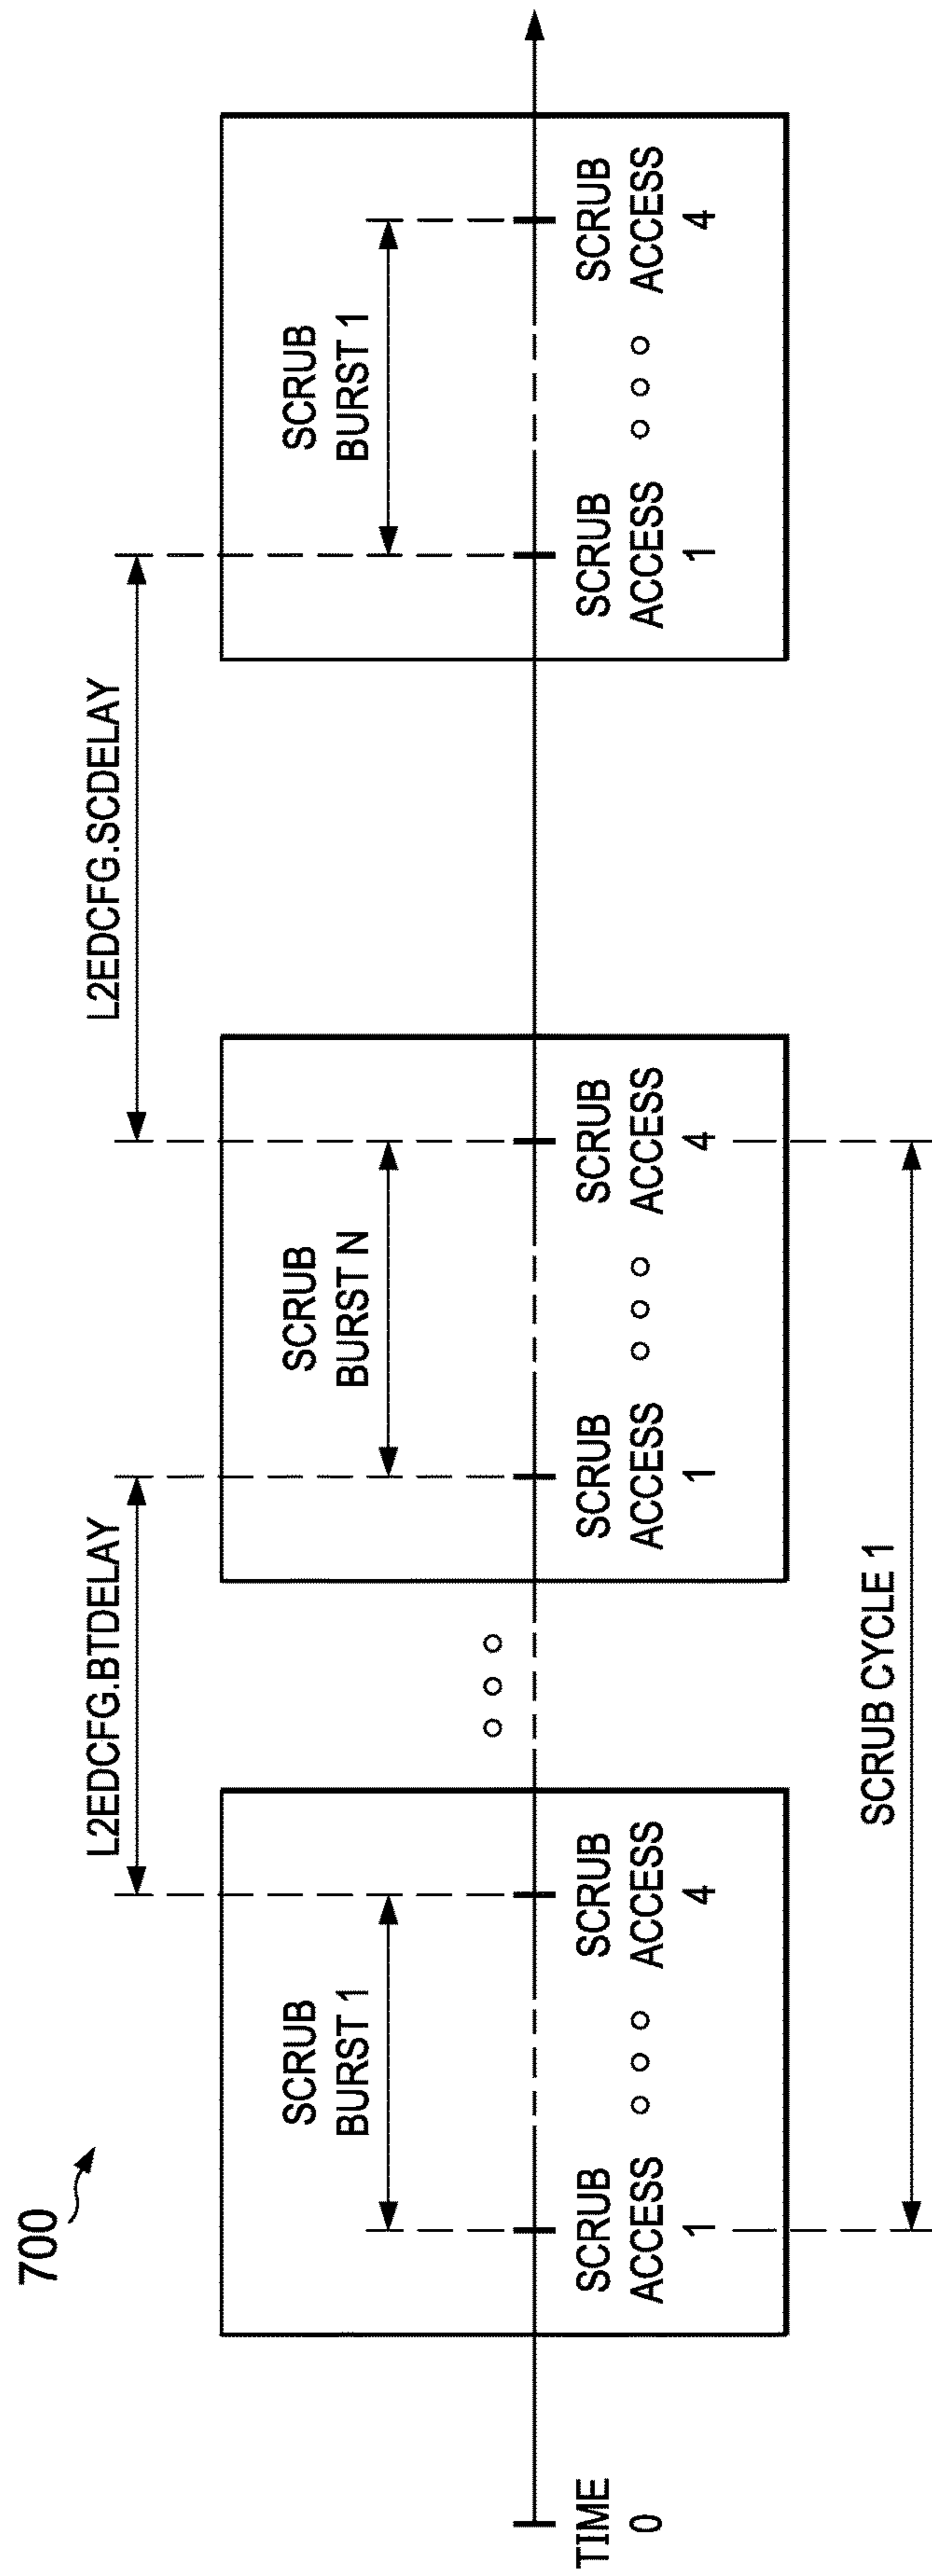 700
L2EDCFG.BTDELAY
L2EDCFG.SCDELAY
SCRUB
BURST 1
SCRUB
BURST N
SCRUB
BURST 1
TIME
0
SCRUB
ACCESS
1
SCRUB
ACCESS
4
SCRUB
ACCESS
1
SCRUB
ACCESS
4
SCRUB
ACCESS
1
SCRUB
ACCESS
4
SCRUB CYCLE 1